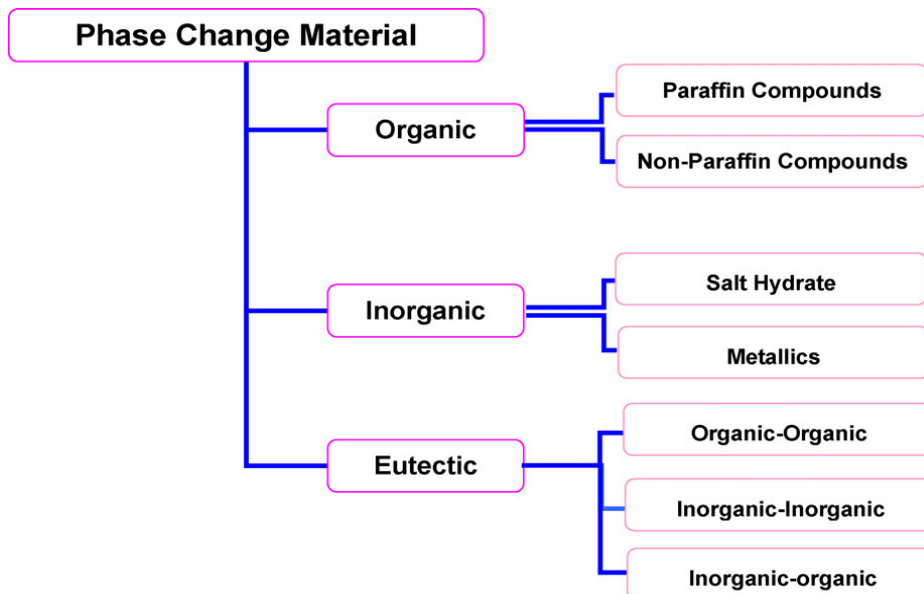 Phase Change Material
Organic
Paraffin Compounds
Non-Paraffin Compounds
Inorganic
Salt Hydrate
Metallics
Eutectic
Organic-Organic
Inorganic-Inorganic
Inorganic-organic